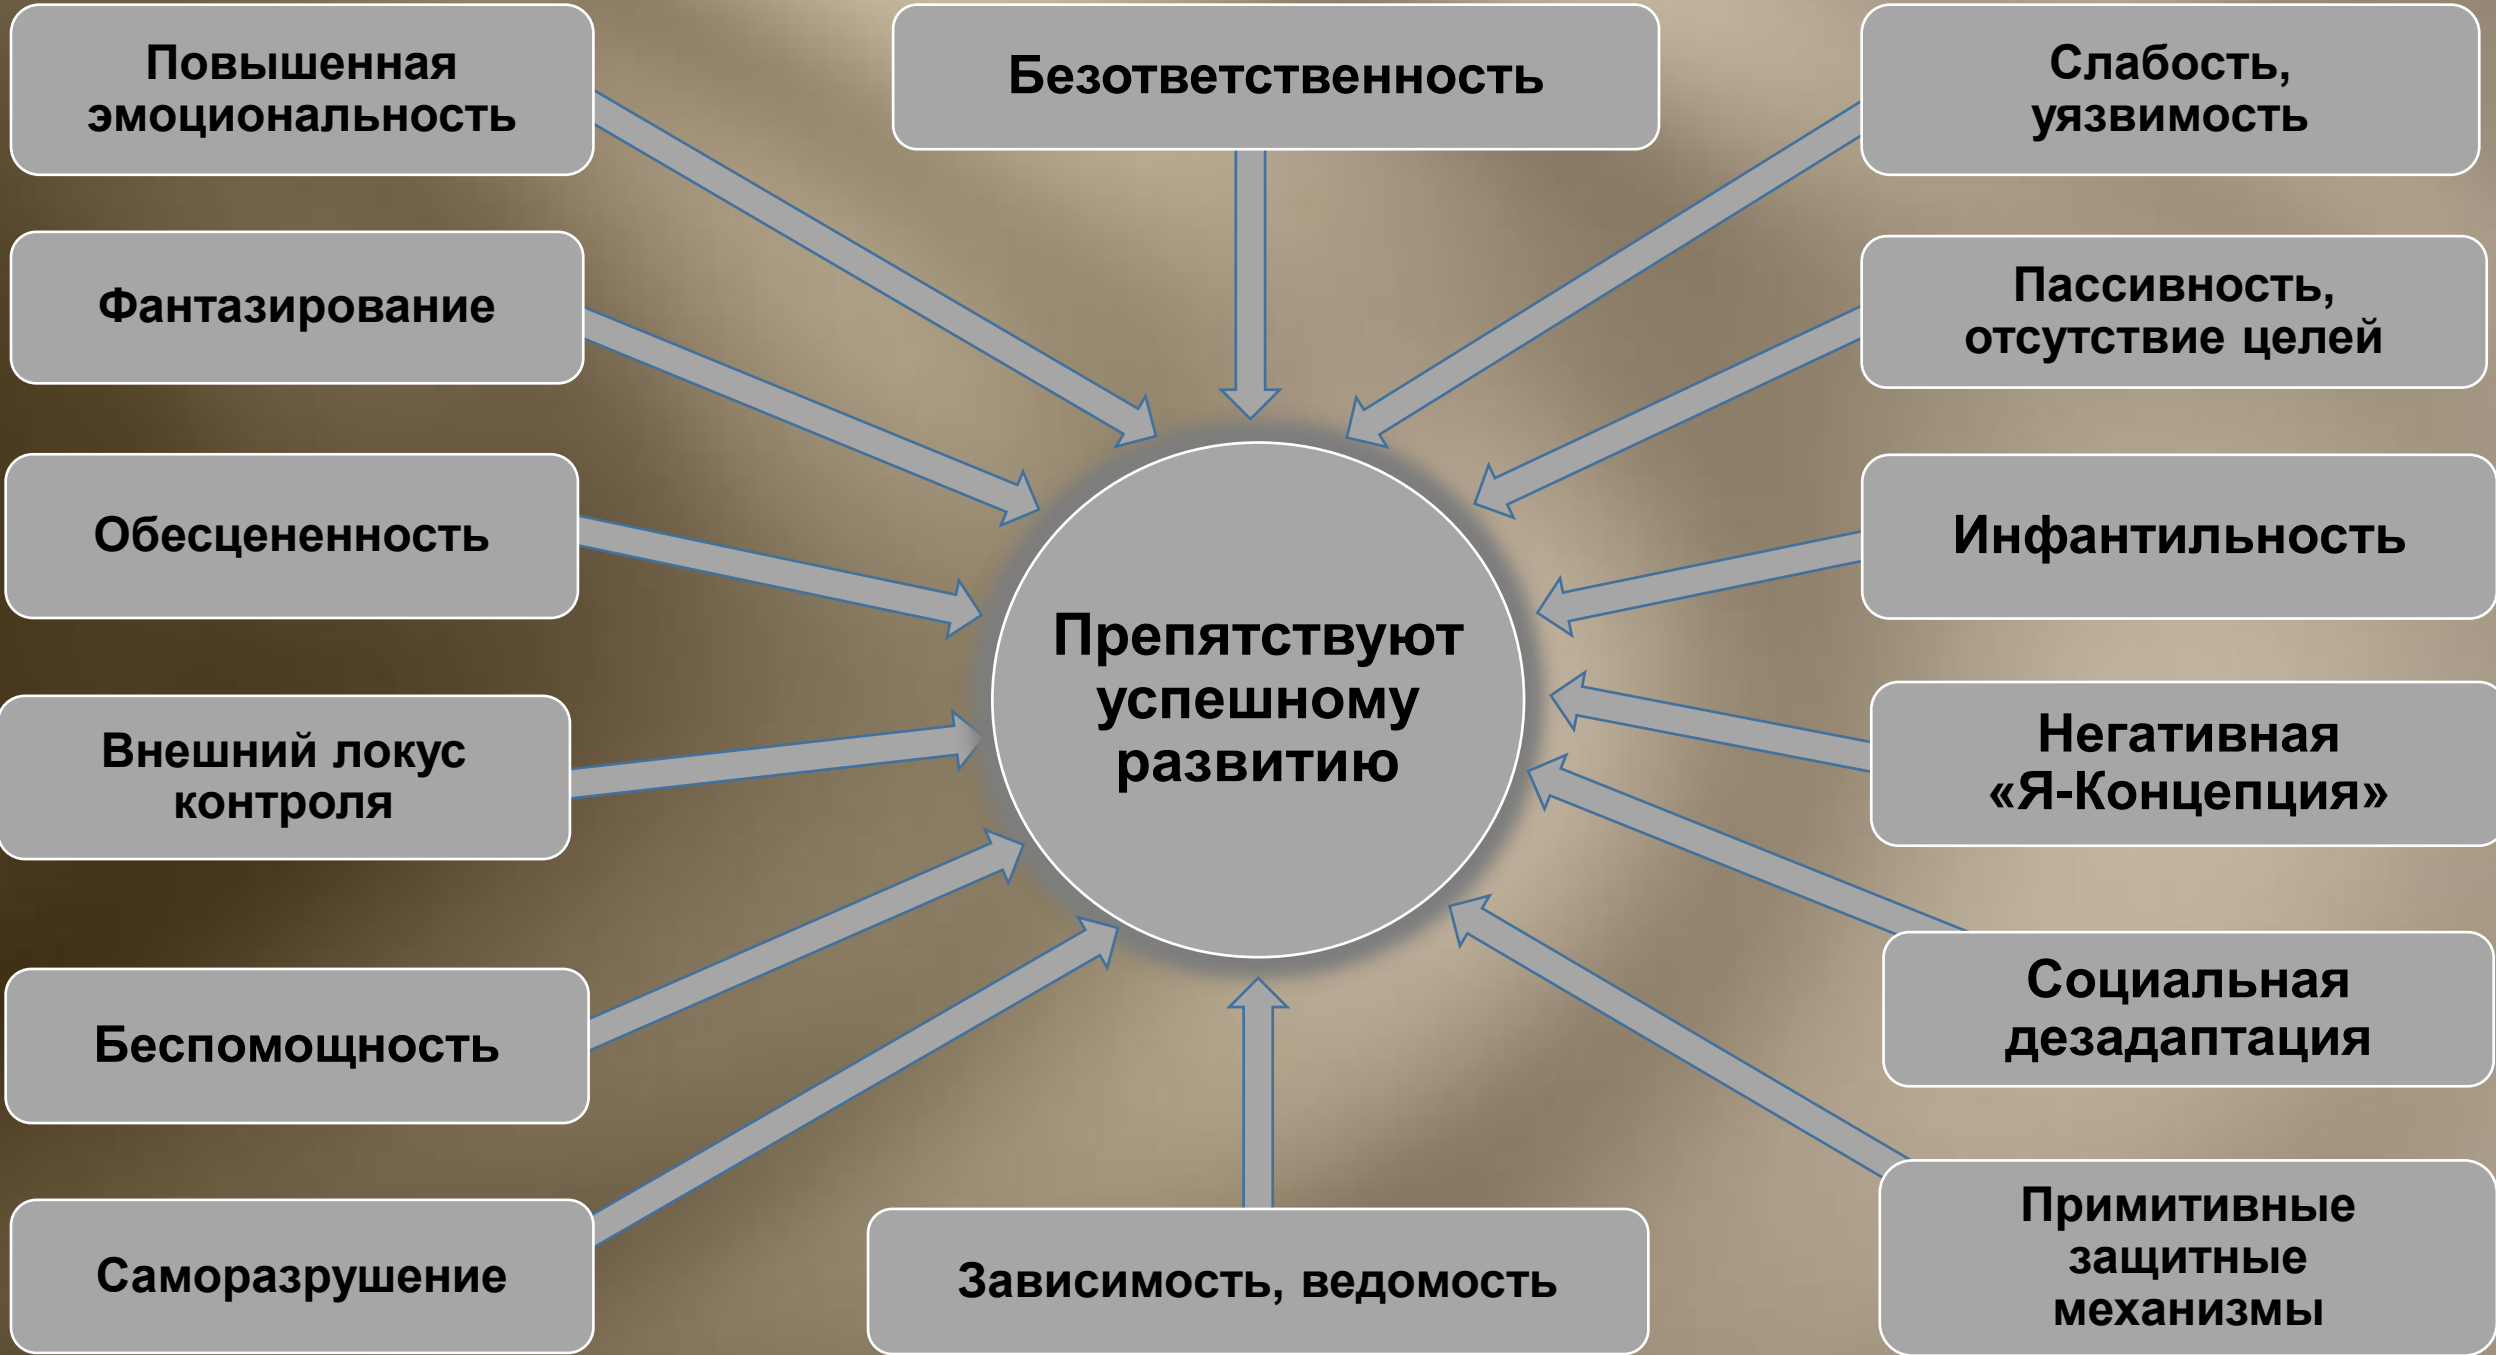 Повышенная
эмоциональность
Безответственность
Слабость,
уязвимость
Фантазирование
Пассивность,
отсутствие целей
Обесцененность
Инфантильность
Препятствуют
успешному
развитию
Внешний локус
контроля
Негативная
«Я-Концепция»
Беспомощность
Социальная
дезадаптация
Саморазрушение
Зависимость, ведомость
Примитивные
защитные
механизмы